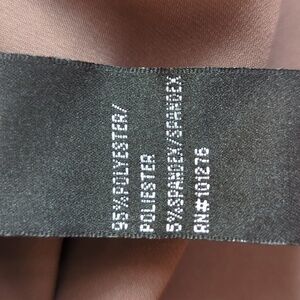 95%POLYESTER/
POLIESTER
5%SPANDEX/SPANDEX
RN#101276